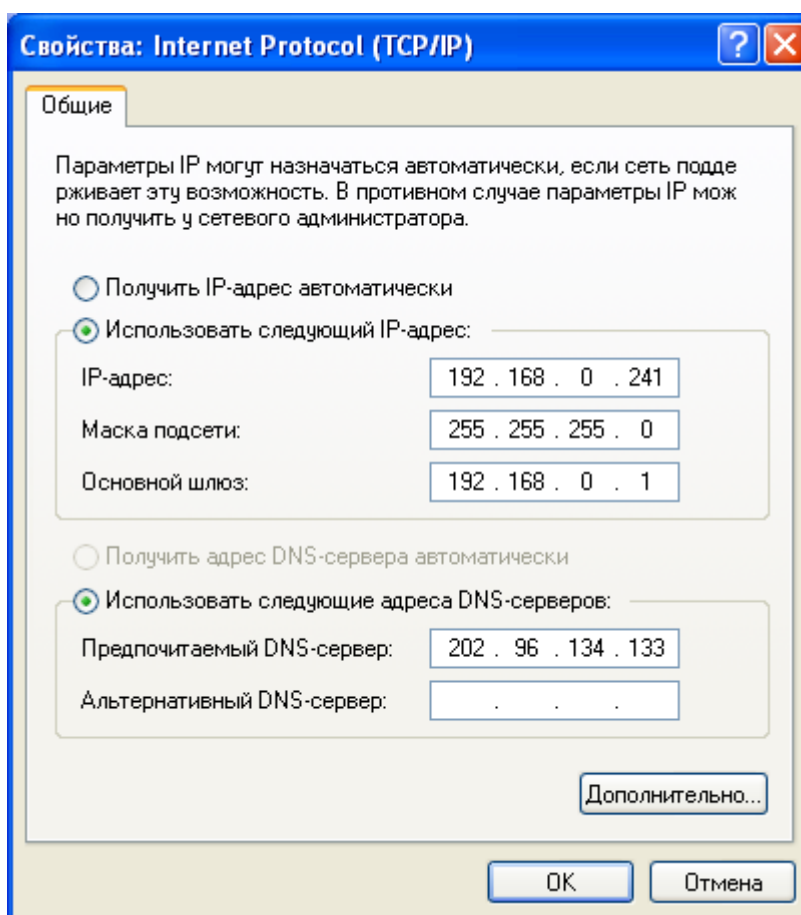 Свойства: Internet Protocol (TCP/IP)
Общие
Параметры IP могут назначаться автоматически, если сеть подде
рживает эту возможность. В противном случае параметры IP мож
но получить у сетевого администратора.
Получить IP-адрес автоматически
Использовать следующий IP-адрес:
IP-адрес: 192 . 168 . 0 . 241
Маска подсети: 255 . 255 . 255 . 0
Основной шлюз: 192 . 168 . 0 . 1
Получить адрес DNS-сервера автоматически
Использовать следующие адреса DNS-серверов:
Предпочитаемый DNS-сервер: 202 . 96 . 134 . 133
Альтернативный DNS-сервер: . . .
Дополнительно...
OK Отмена